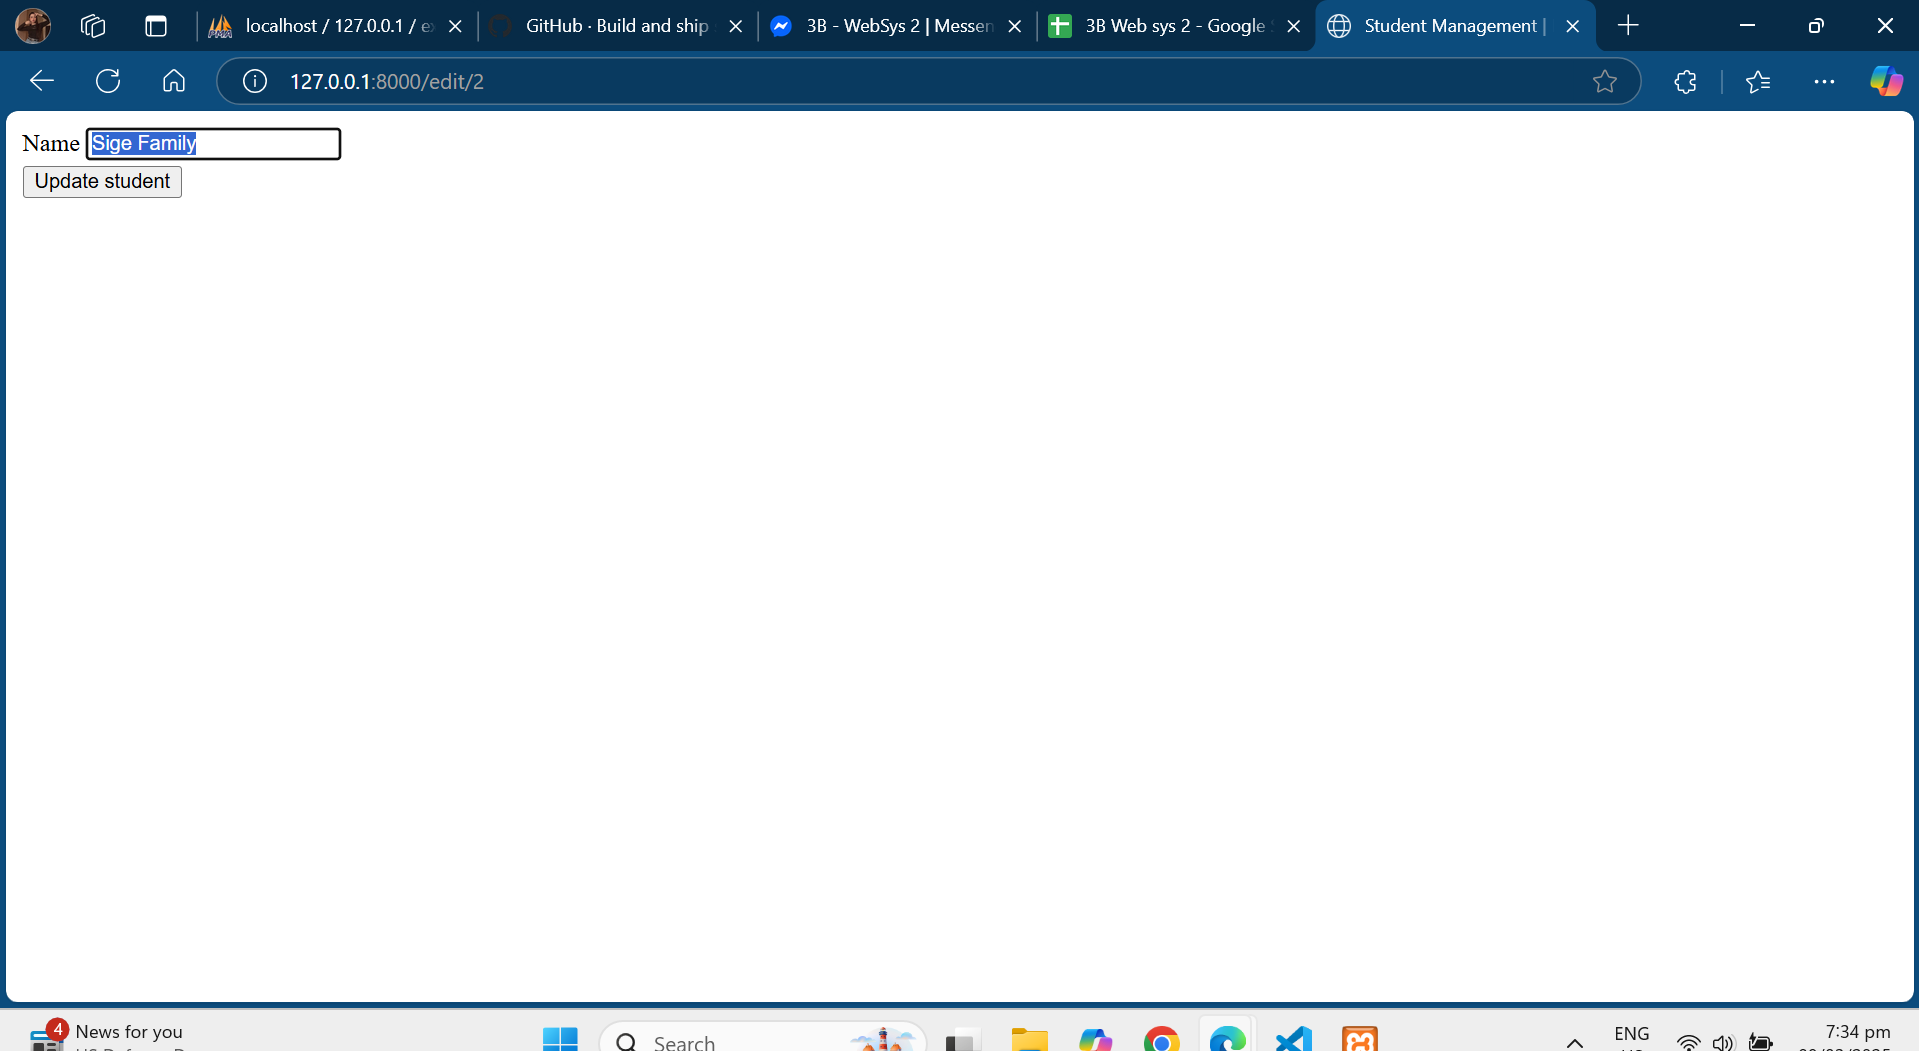 localhost / 127.0.0.1 / e
GitHub · Build and ship
3B - WebSys 2 | Messen
3B Web sys 2 - Google
Student Management |
127.0.0.1:8000/edit/2
Name Sige Family
Update student
4
News for you
Search
ENG
7:34 pm